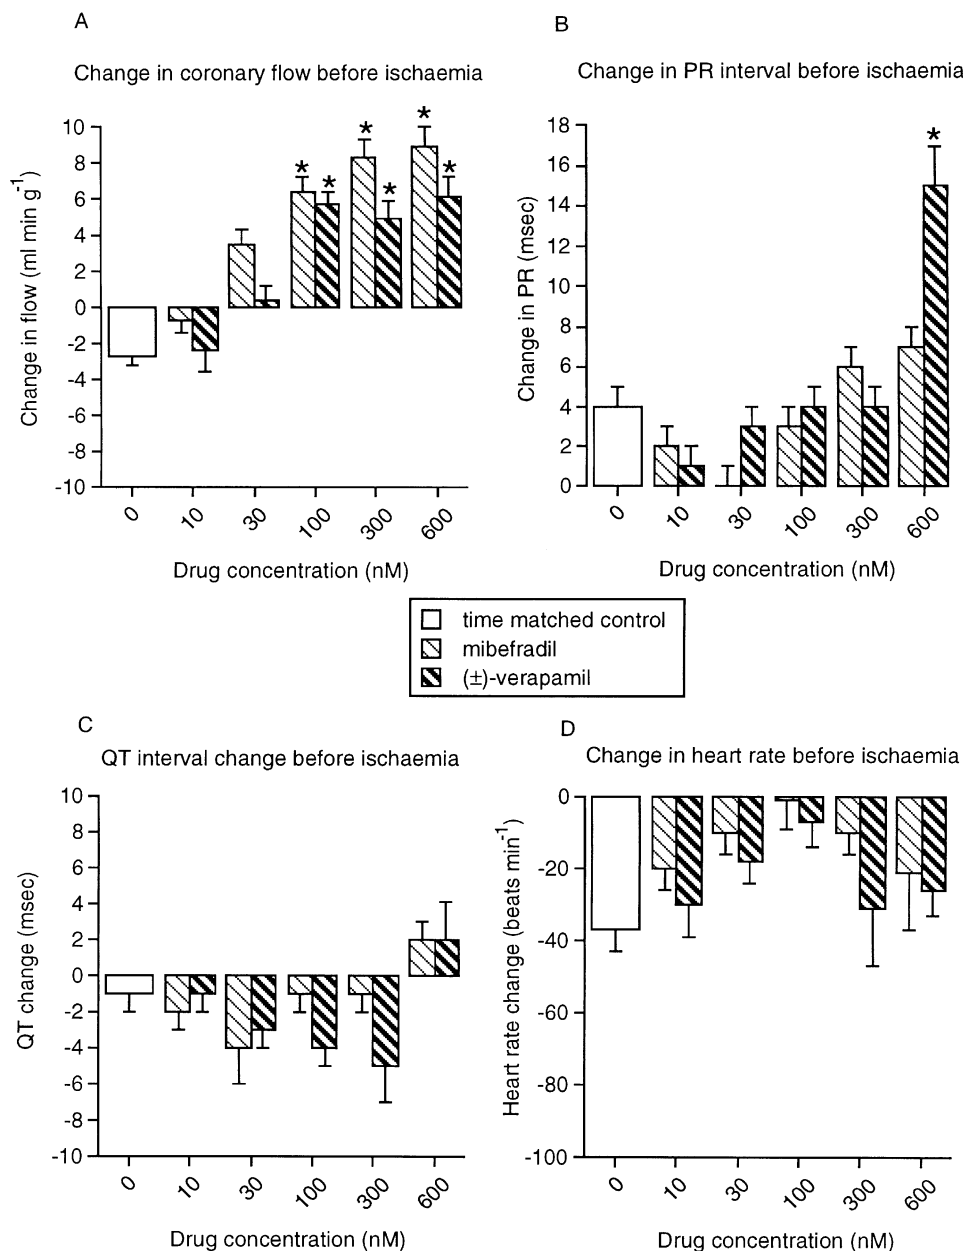 A
Change in coronary flow before ischaemia
Change in flow (ml min g-1)
10
8
6
4
2
0
-2
-4
-6
-8
-10
* * * * * *
0 10 30 100 300 600
Drug concentration (nM)
B
Change in PR interval before ischaemia
Change in PR (msec)
18
16
14
12
10
8
6
4
2
0
*
0 10 30 100 300 600
Drug concentration (nM)
time matched control
mibefradil
(±)-verapamil
C
QT interval change before ischaemia
QT change (msec)
10
8
6
4
2
0
-2
-4
-6
-8
-10
0 10 30 100 300 600
Drug concentration (nM)
D
Change in heart rate before ischaemia
Heart rate change (beats min-1)
0
-20
-40
-60
-80
-100
0 10 30 100 300 600
Drug concentration (nM)